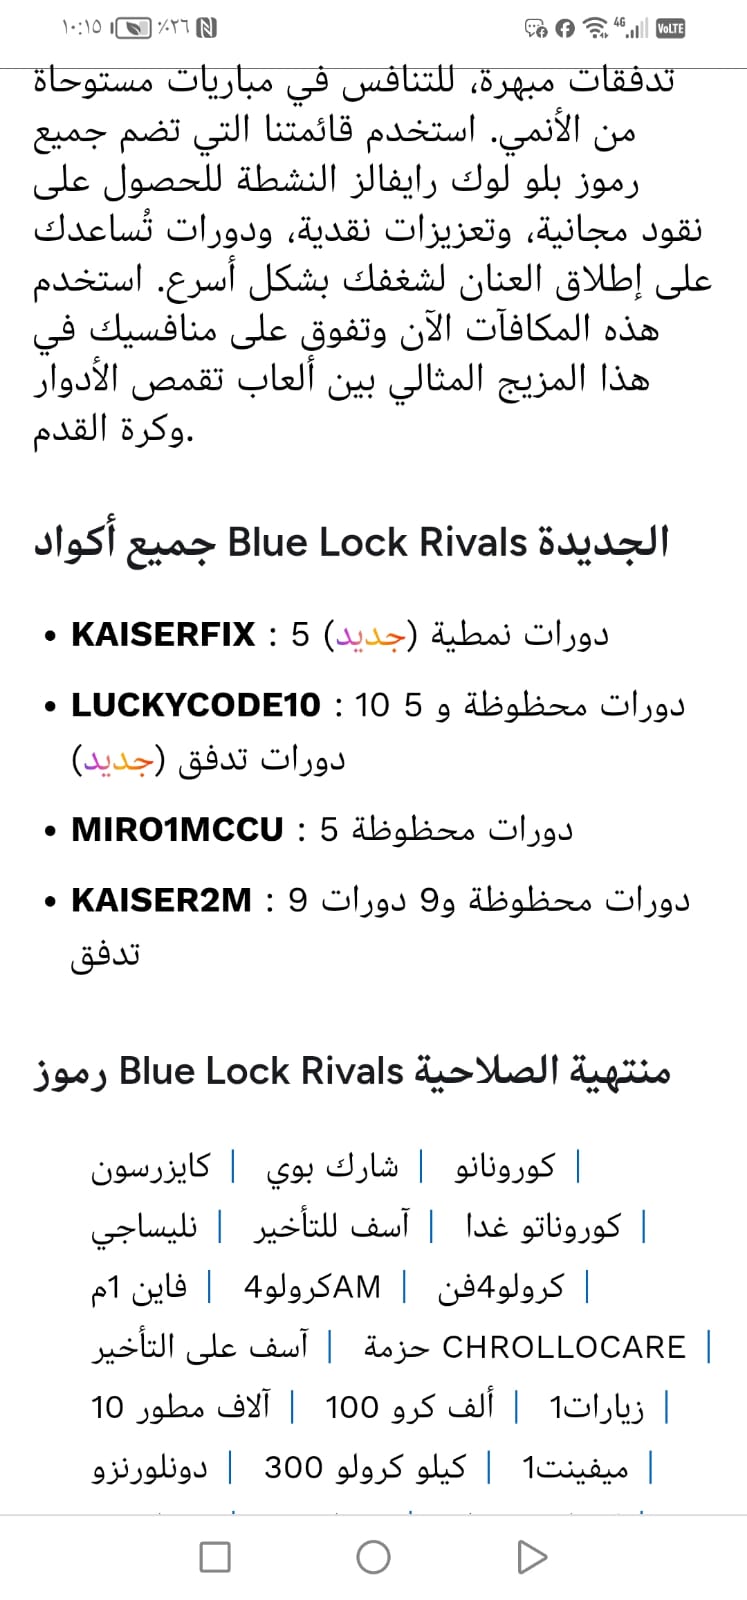 ١٠:١٥ ٪٢٦ 4G VoLTE
تدفقات مبهرة، للتنافس في مباريات مستوحاة
من الأنمي. استخدم قائمتنا التي تضم جميع
رموز بلو لوك رايفالز النشطة للحصول على
نقود مجانية، وتعزيزات نقدية، ودورات تُساعدك
على إطلاق العنان لشغفك بشكل أسرع. استخدم
هذه المكافآت الآن وتفوق على منافسيك في
هذا المزيج المثالي بين ألعاب تقمص الأدوار
وكرة القدم.
جميع أكواد Blue Lock Rivals الجديدة
• KAISERFIX : 5 دورات نمطية (جديد)
• LUCKYCODE10 : 10 دورات محظوظة و 5
دورات تدفق (جديد)
• MIRO1MCCU : 5 دورات محظوظة
• KAISER2M : 9 دورات محظوظة و9 دورات
تدفق
رموز Blue Lock Rivals منتهية الصلاحية
كايزرسون | شارك بوي | كورونانو |
نليساجي | آسف للتأخير | كوروناتو غدا |
فاين 1م | كرولو4AM | كرولو4فن |
آسف على التأخير | حزمة CHROLLOCARE |
10 آلاف مطور | 100 ألف كرو | زيارات1 |
دونلورنزو | 300 كيلو كرولو | ميفينت1 |